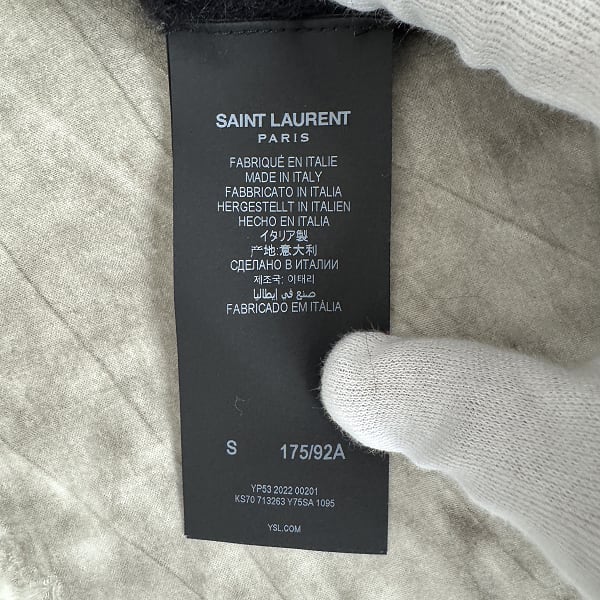 SAINT LAURENT
PARIS
FABRIQUÉ EN ITALIE
MADE IN ITALY
FABBRICATO IN ITALIA
HERGESTELLT IN ITALIEN
HECHO EN ITALIA
イタリア製
产地:意大利
СДЕЛАНО В ИТАЛИИ
제조국: 이태리
صنع في إيطاليا
FABRICADO EM ITÁLIA
S 175/92A
YP53 2022 00201
KS70 713263 Y75SA 1095
YSL.COM